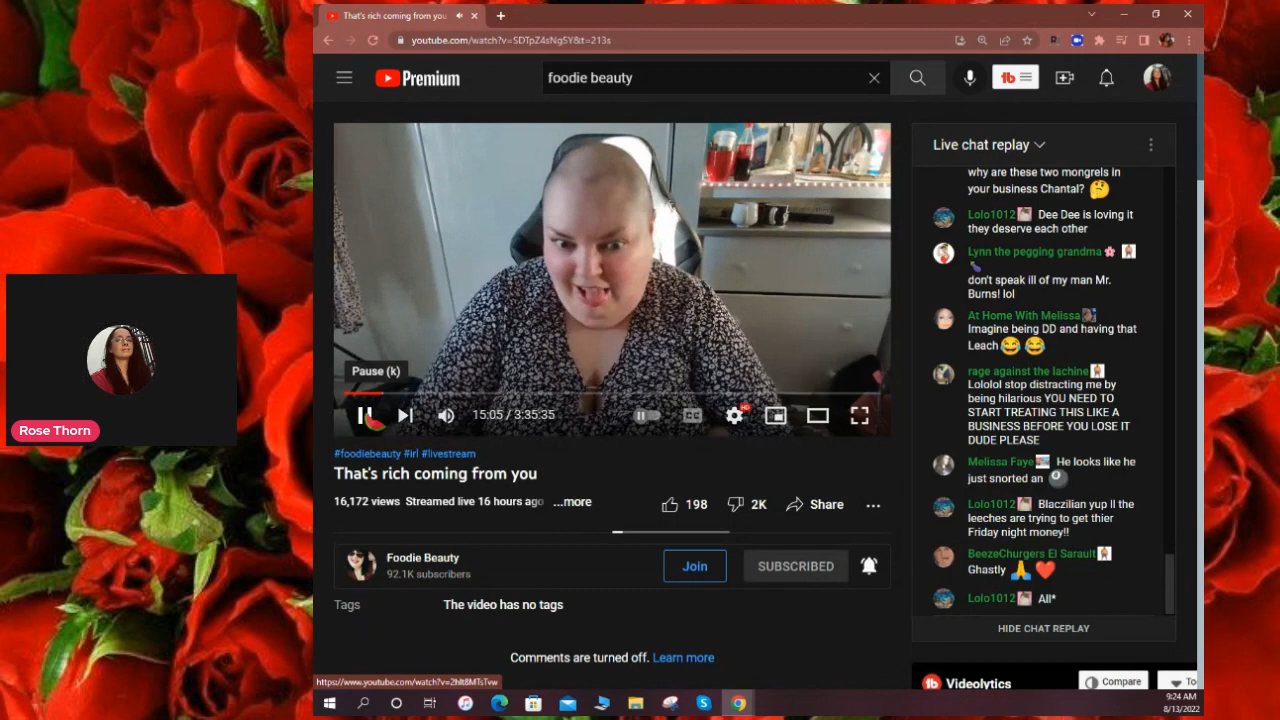 That's rich coming from you
youtube.com/watch?v=SDTpZ4sNg5Y&t=213s
Premium
foodie beauty
Live chat replay
why are these two mongrels in
your business Chantal?
Lolo1012 Dee Dee is loving it
they deserve each other
Lynn the pegging grandma
don't speak ill of my man Mr.
Burns! lol
At Home With Melissa
Imagine being DD and having that
Leach
rage against the lachine
Lololol stop distracting me by
being hilarious YOU NEED TO
START TREATING THIS LIKE A
BUSINESS BEFORE YOU LOSE IT
DUDE PLEASE
Melissa Faye He looks like he
just snorted an
Lolo1012 Blaczilian yup ll the
leeches are trying to get thier
Friday night money!!
BeezeChurgers El Sarault
Ghastly
Lolo1012 All*
HIDE CHAT REPLAY
Pause (k)
15:05 / 3:35:35
CC
HD
#foodiebeauty #irl #livestream
That's rich coming from you
16,172 views Streamed live 16 hours ago ...more
198
2K
Share
Foodie Beauty
92.1K subscribers
Join
SUBSCRIBED
Tags
The video has no tags
Comments are turned off. Learn more
https://www.youtube.com/watch?v=2hlt8MTsTvw
Videolytics
Compare
To
9:24 AM
8/13/2022
Rose Thorn